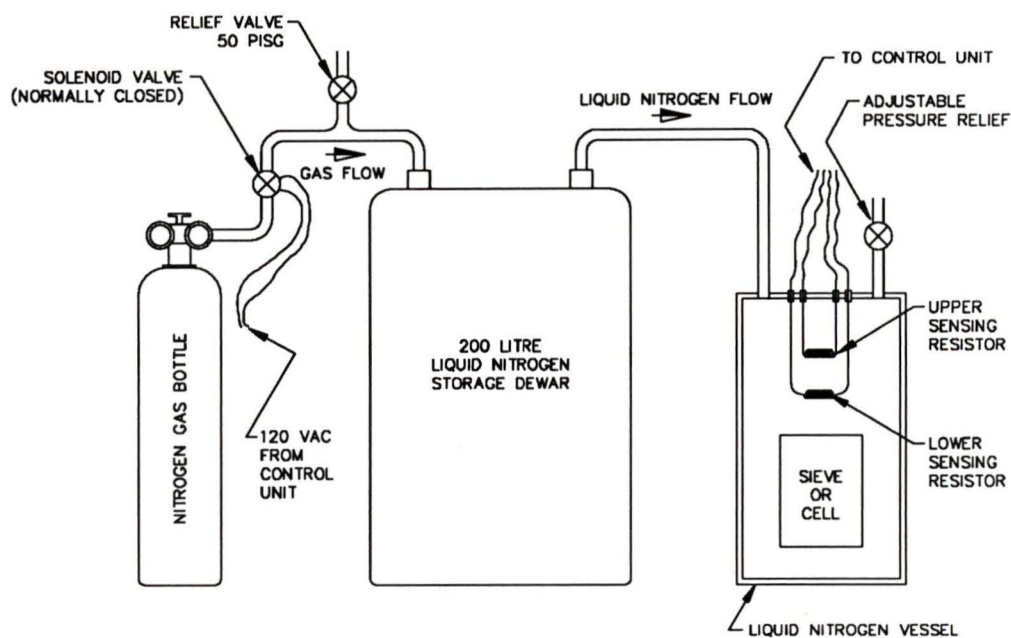 RELIEF VALVE
50 PISG
SOLENOID VALVE
(NORMALLY CLOSED)
GAS FLOW
LIQUID NITROGEN FLOW
TO CONTROL UNIT
ADJUSTABLE
PRESSURE RELIEF
NITROGEN GAS BOTTLE
120 VAC
FROM
CONTROL
UNIT
200 LITRE
LIQUID NITROGEN
STORAGE DEWAR
UPPER
SENSING
RESISTOR
LOWER
SENSING
RESISTOR
SIEVE
OR
CELL
LIQUID NITROGEN VESSEL